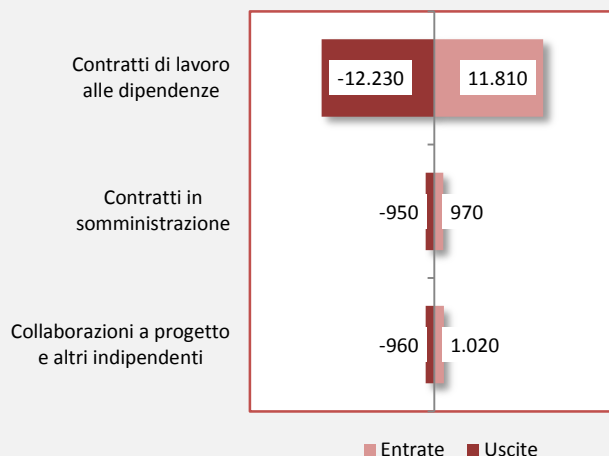 Contratti di lavoro
alle dipendenze
-12.230
11.810
Contratti in
somministrazione
-950
970
Collaborazioni a progetto
e altri indipendenti
-960
1.020
Entrate
Uscite